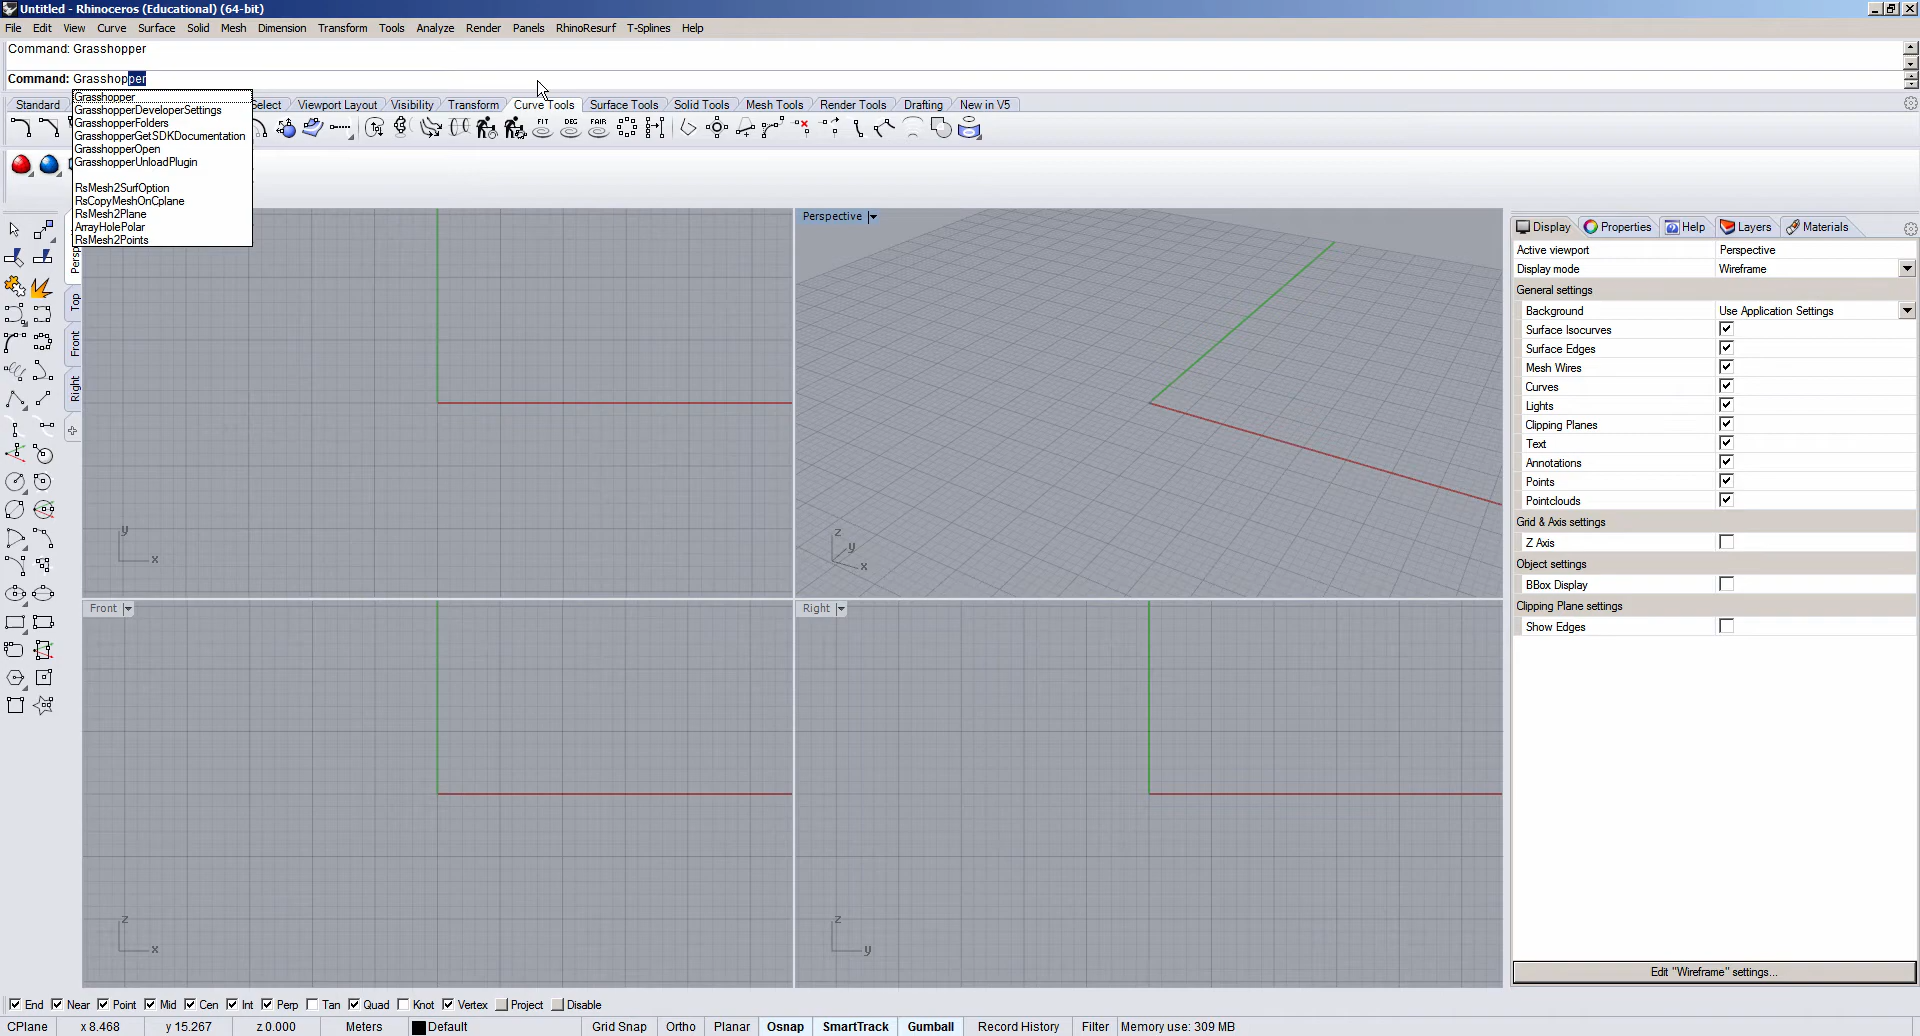 Untitled - Rhinoceros (Educational) (64-bit)
File Edit View Curve Surface Solid Mesh Dimension Transform Tools Analyze Render Panels RhinoResurf T-Splines Help
Command: Grasshopper
Command: Grasshopper
Grasshopper
GrasshopperDeveloperSettings
GrasshopperFolders
GrasshopperGetSDKDocumentation
GrasshopperOpen
GrasshopperUnloadPlugin
RsMesh2SurfOption
RsCopyMeshOnCplane
RsMesh2Plane
ArrayHolePolar
RsMesh2Points
Standard Select Viewport Layout Visibility Transform Curve Tools Surface Tools Solid Tools Mesh Tools Render Tools Drafting New in V5
FIT DEG FAIR
Persp
Top
Front
Right
y
x
Perspective
z
y
x
Front
z
x
Right
z
y
Display Properties Help Layers Materials
Active viewport Perspective
Display mode Wireframe
General settings
Background Use Application Settings
Surface Isocurves
Surface Edges
Mesh Wires
Curves
Lights
Clipping Planes
Text
Annotations
Points
Pointclouds
Grid & Axis settings
Z Axis
Object settings
BBox Display
Clipping Plane settings
Show Edges
Edit "Wireframe" settings...
End Near Point Mid Cen Int Perp Tan Quad Knot Vertex Project Disable
CPlane x 8.468 y 15.267 z 0.000 Meters Default Grid Snap Ortho Planar Osnap SmartTrack Gumball Record History Filter Memory use: 309 MB